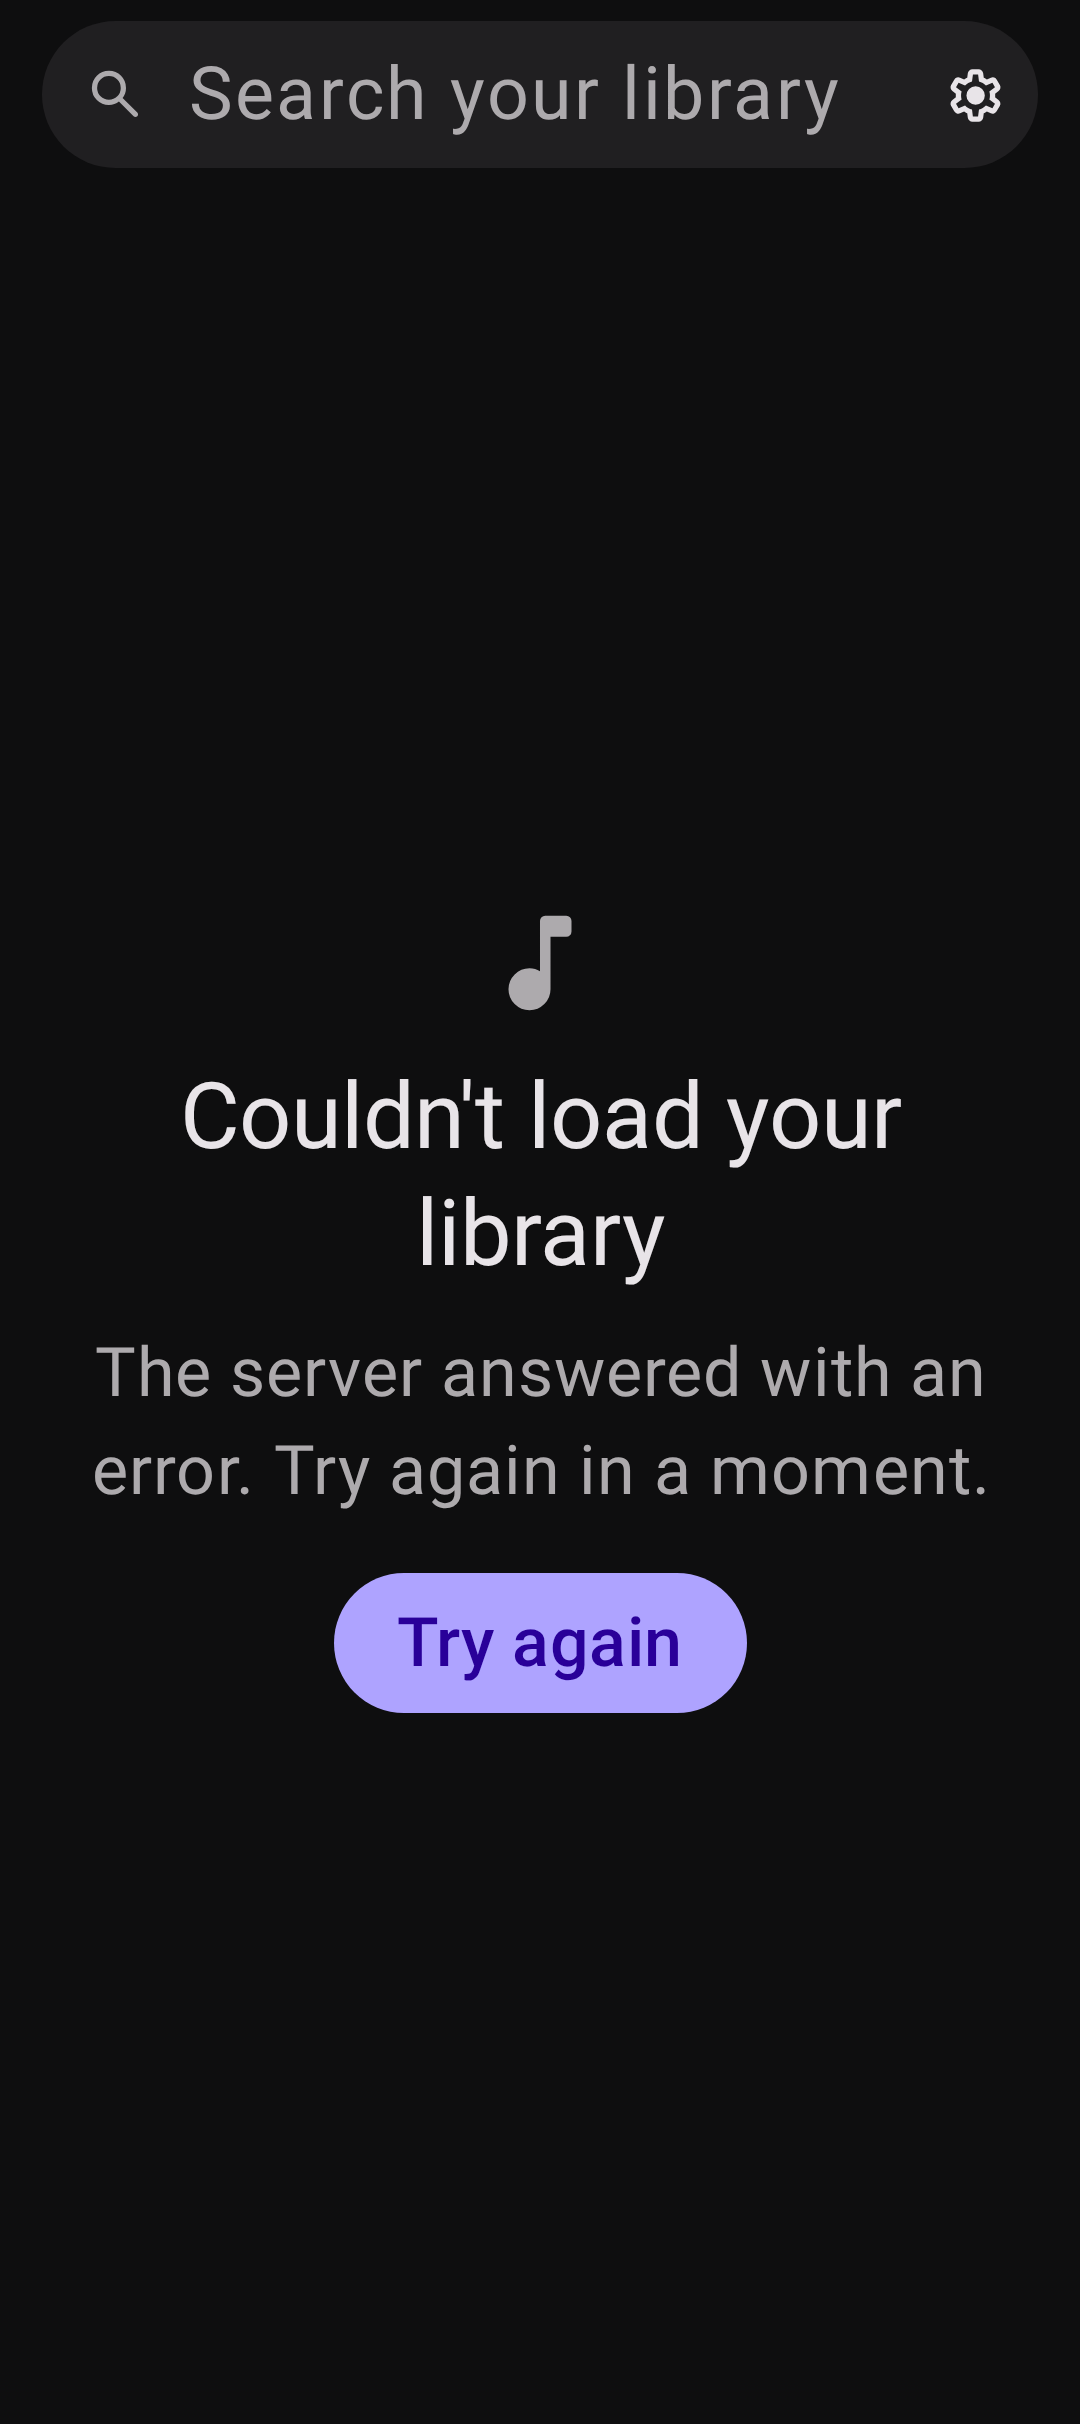 Search your library
Couldn't load your
library
The server answered with an
error. Try again in a moment.
Try again